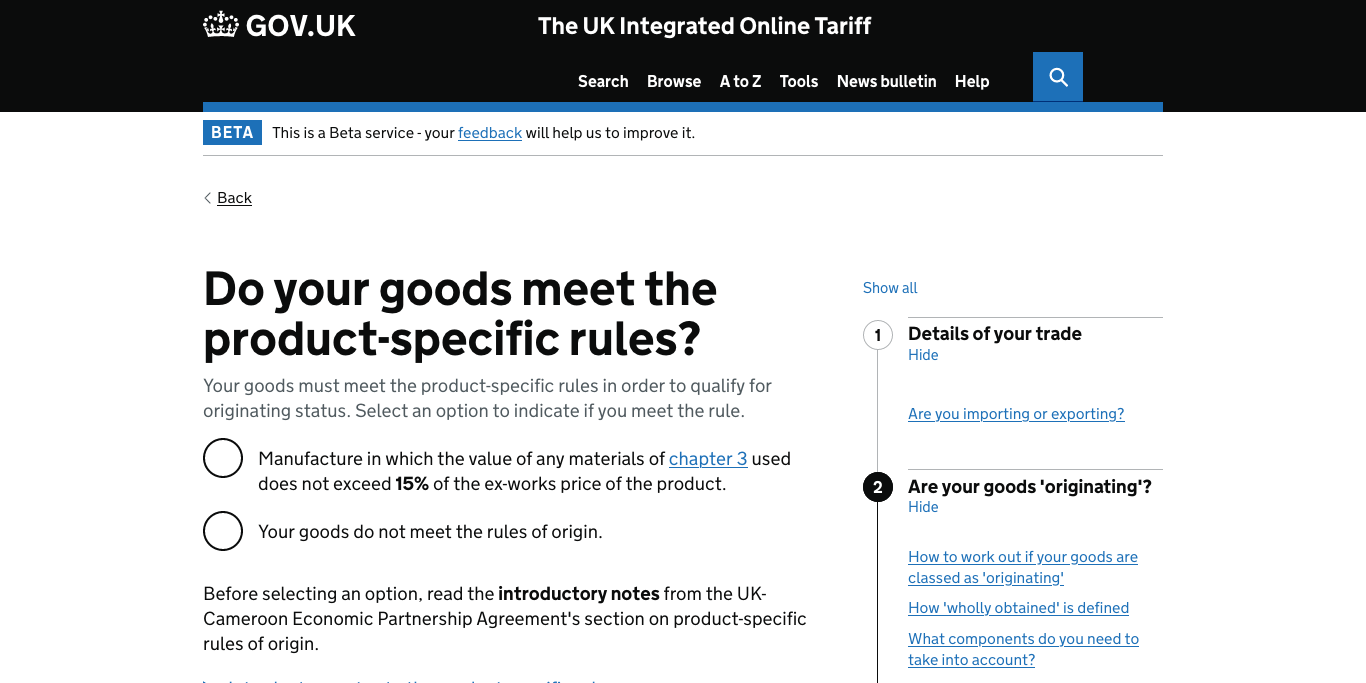 GOV.UK
The UK Integrated Online Tariff
Search Browse A to Z Tools News bulletin Help
BETA This is a Beta service - your feedback will help us to improve it.
Back
Do your goods meet the
product-specific rules?
Your goods must meet the product-specific rules in order to qualify for
originating status. Select an option to indicate if you meet the rule.
Manufacture in which the value of any materials of chapter 3 used
does not exceed 15% of the ex-works price of the product.
Your goods do not meet the rules of origin.
Before selecting an option, read the introductory notes from the UK-
Cameroon Economic Partnership Agreement's section on product-specific
rules of origin.
Show all
1 Details of your trade
Hide
Are you importing or exporting?
2 Are your goods 'originating'?
Hide
How to work out if your goods are
classed as 'originating'
How 'wholly obtained' is defined
What components do you need to
take into account?